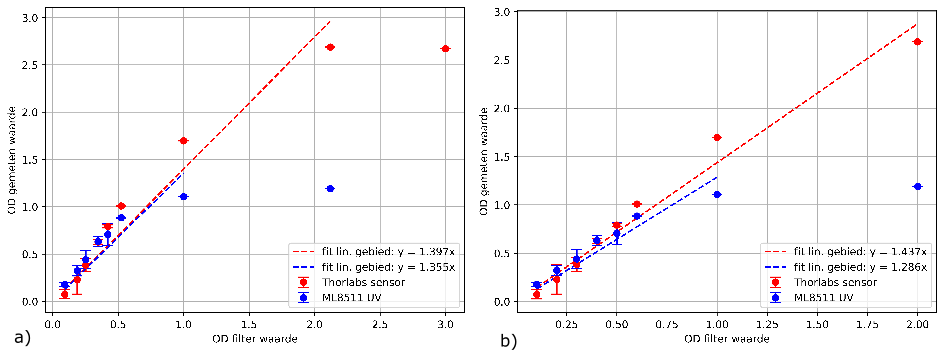 3.0
2.5
2.0
1.5
1.0
0.5
0.0
OD gemeten waarde
0.0 0.5 1.0 1.5 2.0 2.5 3.0
OD filter waarde
fit lin. gebied: y = 1.397x
fit lin. gebied: y = 1.355x
Thorlabs sensor
ML8511 UV
a)
3.0
2.5
2.0
1.5
1.0
0.5
0.0
OD gemeten waarde
0.25 0.50 0.75 1.00 1.25 1.50 1.75 2.00
OD filter waarde
fit lin. gebied: y = 1.437x
fit lin. gebied: y = 1.286x
Thorlabs sensor
ML8511 UV
b)